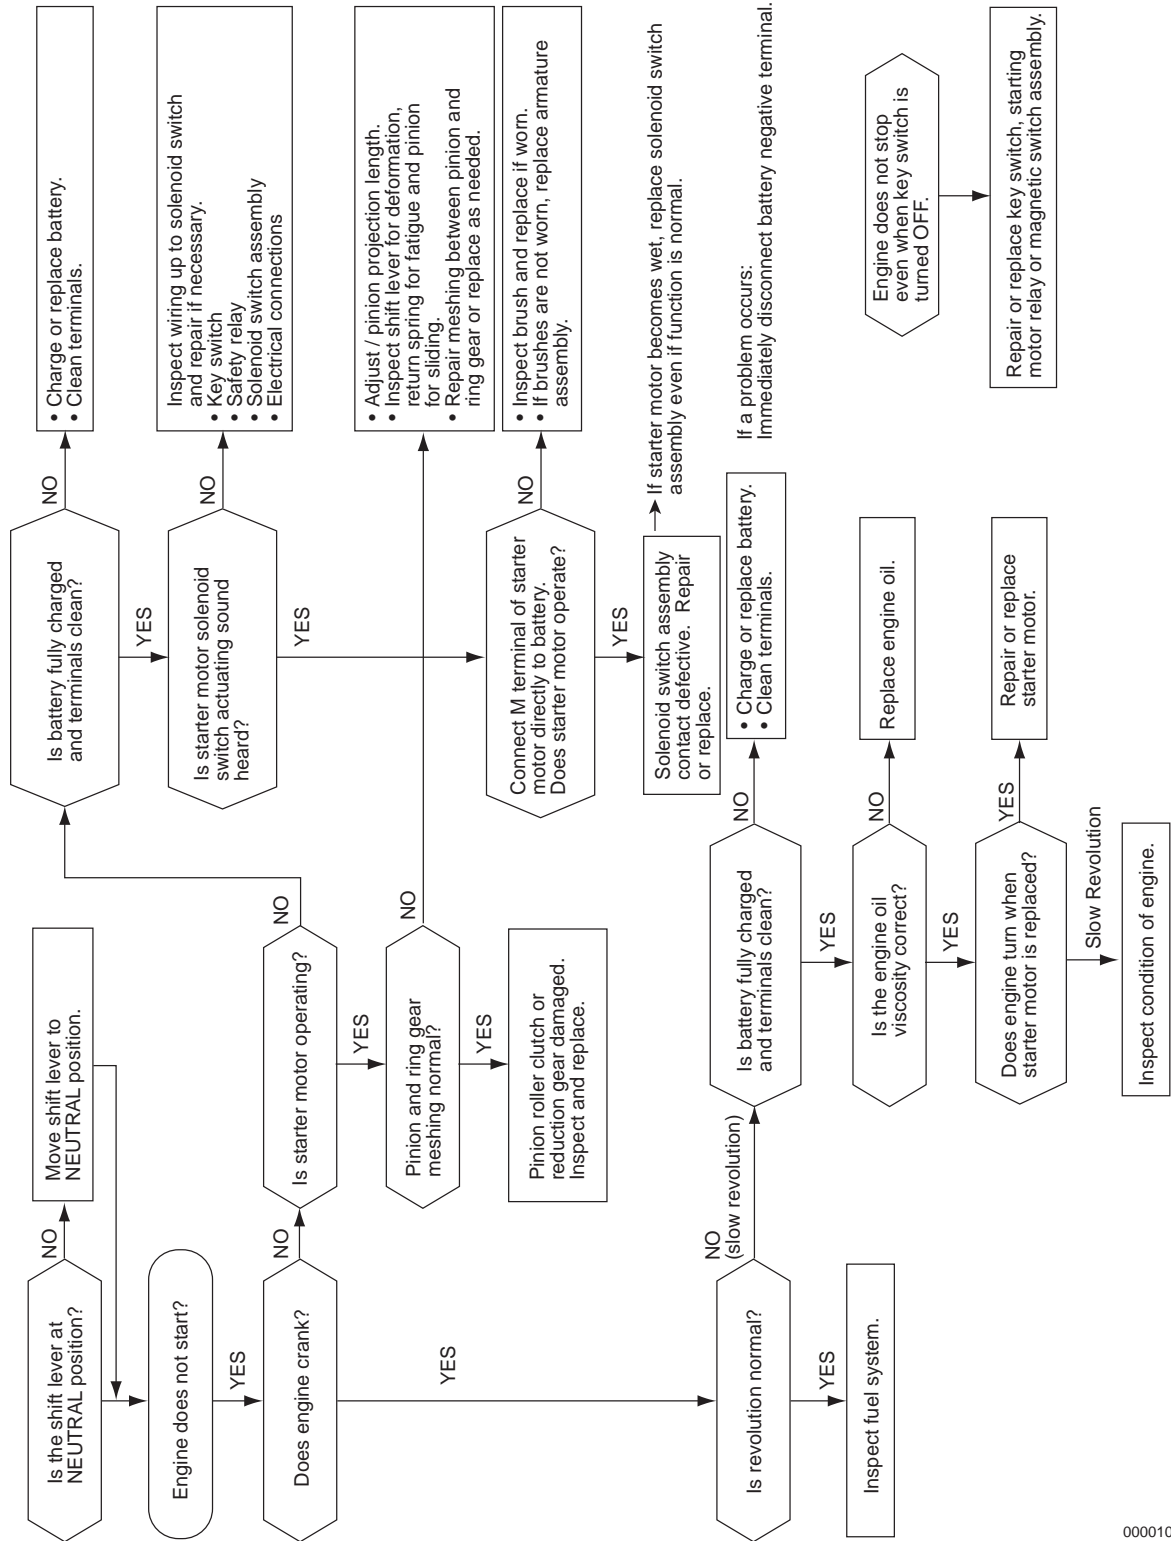 Is the shift lever at
NEUTRAL position?
NO
Move shift lever to
NEUTRAL position.
Engine does not start?
YES
Does engine crank?
NO
Is starter motor operating?
NO
Is battery fully charged
and terminals clean?
NO
• Charge or replace battery.
• Clean terminals.
YES
Is starter motor solenoid
switch actuating sound
heard?
NO
Inspect wiring up to solenoid switch
and repair if necessary.
• Key switch
• Safety relay
• Solenoid switch assembly
• Electrical connections
YES
YES
Pinion and ring gear
meshing normal?
NO
• Adjust / pinion projection length.
• Inspect shift lever for deformation,
return spring for fatigue and pinion
for sliding.
• Repair meshing between pinion and
ring gear or replace as needed.
YES
Pinion roller clutch or
reduction gear damaged.
Inspect and replace.
Connect M terminal of starter
motor directly to battery.
Does starter motor operate?
NO
• Inspect brush and replace if worn.
• If brushes are not worn, replace armature
assembly.
YES
Solenoid switch assembly
contact defective. Repair
or replace.
If starter motor becomes wet, replace solenoid switch
assembly even if function is normal.
YES
Is revolution normal?
NO
(slow revolution)
Is battery fully charged
and terminals clean?
NO
• Charge or replace battery.
• Clean terminals.
If a problem occurs:
Immediately disconnect battery negative terminal.
YES
Inspect fuel system.
YES
Is the engine oil
viscosity correct?
NO
Replace engine oil.
YES
Does engine turn when
starter motor is replaced?
YES
Repair or replace
starter motor.
Slow Revolution
Inspect condition of engine.
Engine does not stop
even when key switch is
turned OFF.
Repair or replace key switch, starting
motor relay or magnetic switch assembly.
000010